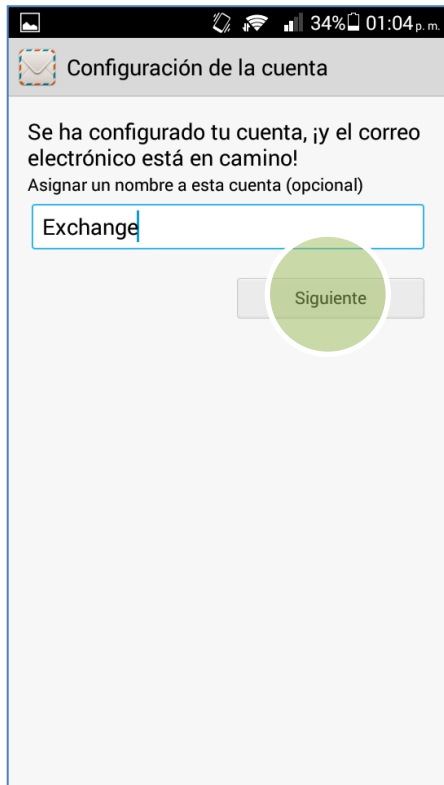 34% 01:04 p. m.
Configuración de la cuenta
Se ha configurado tu cuenta, ¡y el correo
electrónico está en camino!
Asignar un nombre a esta cuenta (opcional)
Exchange
Siguiente